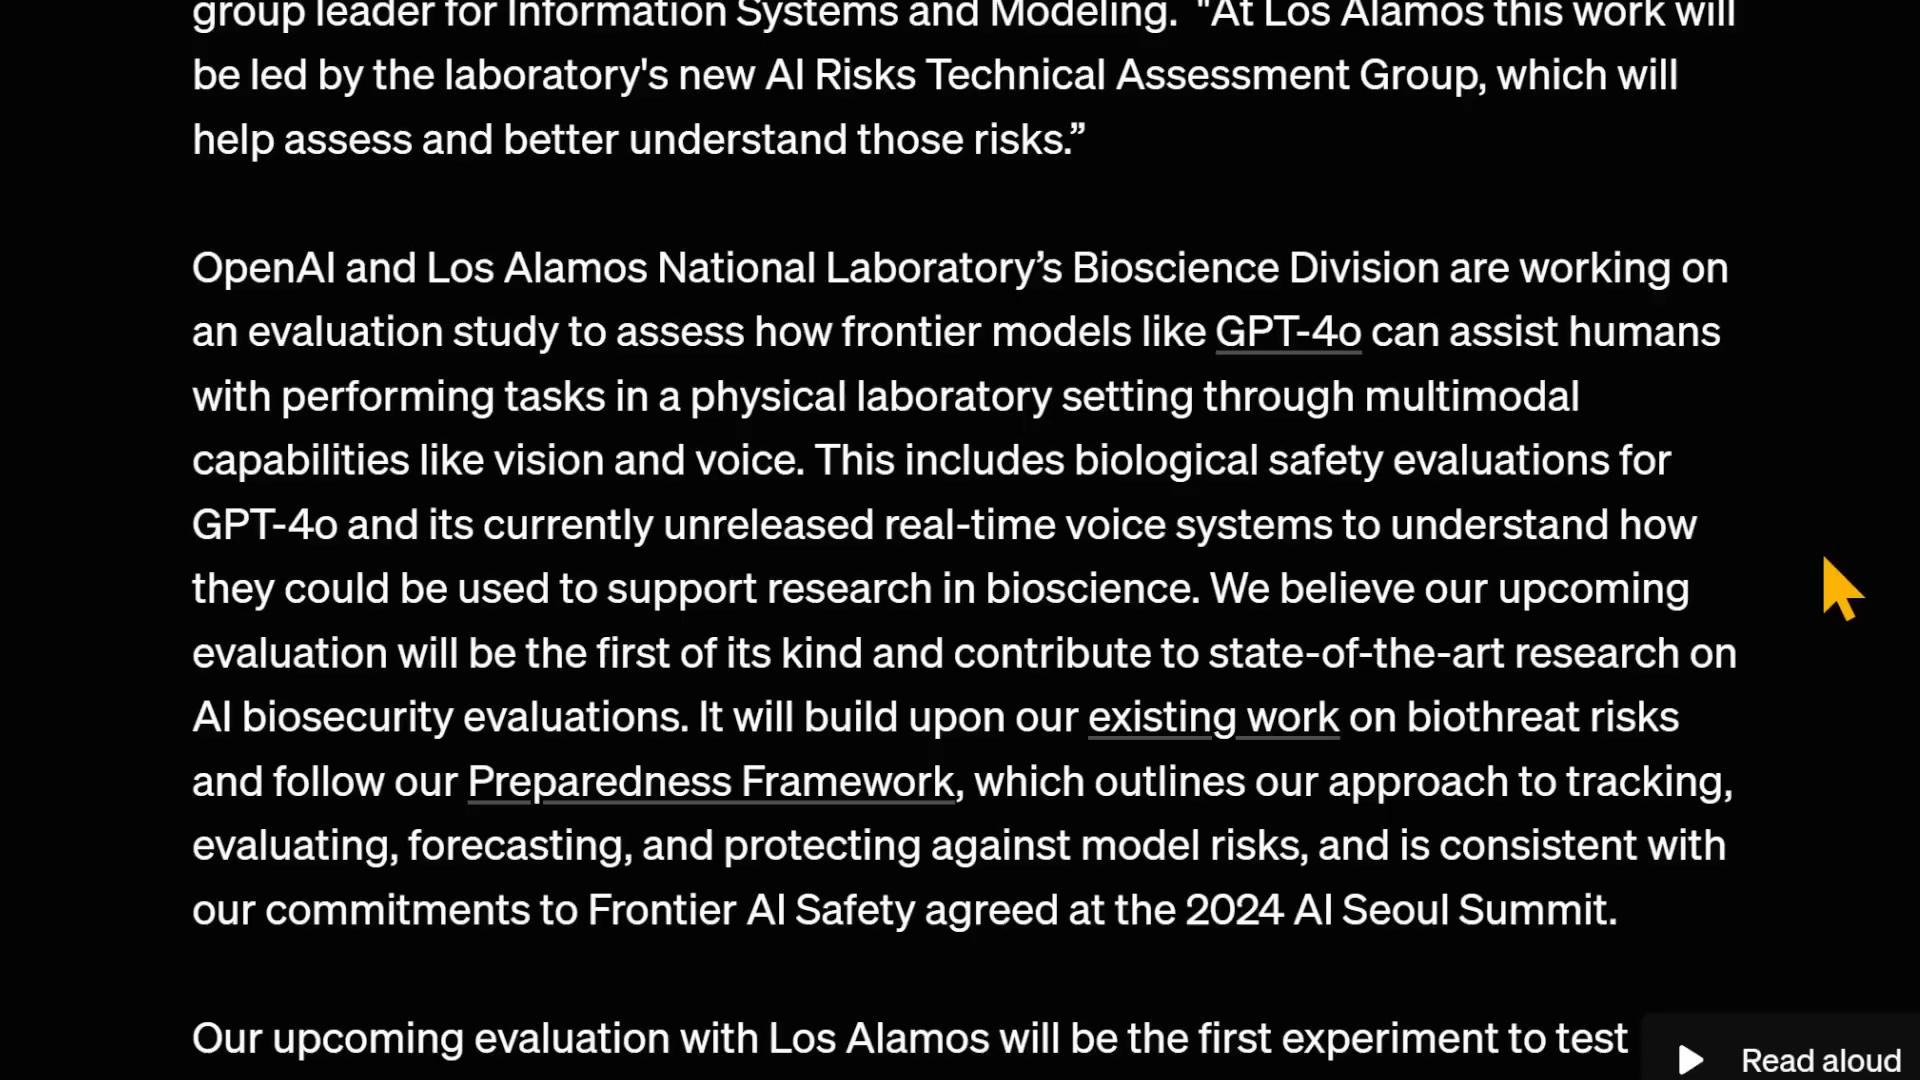 group leader for Information Systems and Modeling.  "At Los Alamos this work will
be led by the laboratory's new AI Risks Technical Assessment Group, which will
help assess and better understand those risks.”
OpenAI and Los Alamos National Laboratory’s Bioscience Division are working on
an evaluation study to assess how frontier models like GPT-4o can assist humans
with performing tasks in a physical laboratory setting through multimodal
capabilities like vision and voice. This includes biological safety evaluations for
GPT-4o and its currently unreleased real-time voice systems to understand how
they could be used to support research in bioscience. We believe our upcoming
evaluation will be the first of its kind and contribute to state-of-the-art research on
AI biosecurity evaluations. It will build upon our existing work on biothreat risks
and follow our Preparedness Framework, which outlines our approach to tracking,
evaluating, forecasting, and protecting against model risks, and is consistent with
our commitments to Frontier AI Safety agreed at the 2024 AI Seoul Summit.
Our upcoming evaluation with Los Alamos will be the first experiment to test
Read aloud